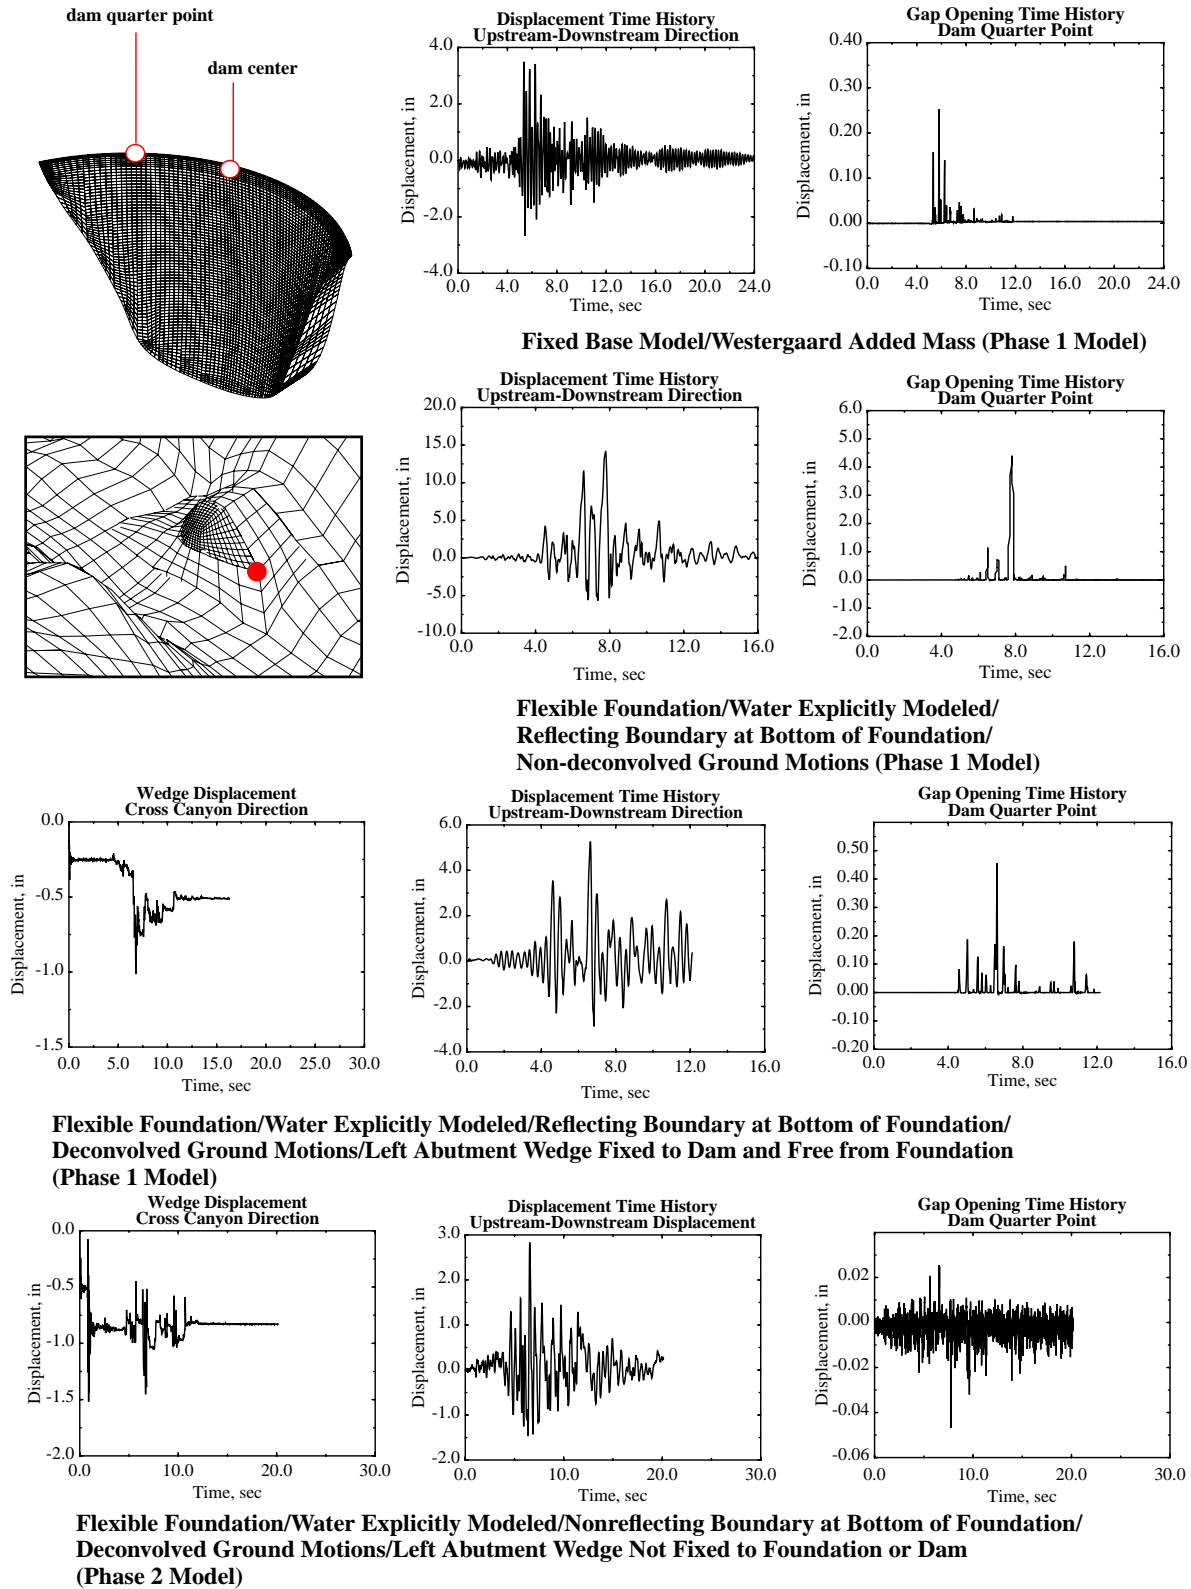 dam quarter point
dam center
Displacement Time History
Upstream-Downstream Direction
4.0
2.0
0.0
-2.0
-4.0
Displacement, in
0.0 4.0 8.0 12.0 16.0 20.0 24.0
Time, sec
Gap Opening Time History
Dam Quarter Point
0.40
0.30
0.20
0.10
0.00
-0.10
Displacement, in
0.0 4.0 8.0 12.0 16.0 20.0 24.0
Time, sec
Fixed Base Model/Westergaard Added Mass (Phase 1 Model)
Displacement Time History
Upstream-Downstream Direction
20.0
15.0
10.0
5.0
0.0
-5.0
-10.0
Displacement, in
0.0 4.0 8.0 12.0 16.0
Time, sec
Gap Opening Time History
Dam Quarter Point
6.0
5.0
4.0
3.0
2.0
1.0
0.0
-1.0
-2.0
Displacement, in
0.0 4.0 8.0 12.0 16.0
Time, sec
Flexible Foundation/Water Explicitly Modeled/
Reflecting Boundary at Bottom of Foundation/
Non-deconvolved Ground Motions (Phase 1 Model)
Wedge Displacement
Cross Canyon Direction
0.0
-0.5
-1.0
-1.5
Displacement, in
0.0 5.0 10.0 15.0 20.0 25.0 30.0
Time, sec
Displacement Time History
Upstream-Downstream Direction
6.0
4.0
2.0
0.0
-2.0
-4.0
Displacement, in
0.0 4.0 8.0 12.0 16.0
Time, sec
Gap Opening Time History
Dam Quarter Point
0.50
0.40
0.30
0.20
0.10
0.00
-0.10
-0.20
Displacement, in
0.0 4.0 8.0 12.0 16.0
Time, sec
Flexible Foundation/Water Explicitly Modeled/Reflecting Boundary at Bottom of Foundation/
Deconvolved Ground Motions/Left Abutment Wedge Fixed to Dam and Free from Foundation
(Phase 1 Model)
Wedge Displacement
Cross Canyon Direction
0.0
-0.5
-1.0
-1.5
-2.0
Displacement, in
0.0 10.0 20.0 30.0
Time, sec
Displacement Time History
Upstream-Downstream Displacement
3.0
2.0
1.0
0.0
-1.0
-2.0
Displacement, in
0.0 10.0 20.0 30.0
Time, sec
Gap Opening Time History
Dam Quarter Point
0.02
0.00
-0.02
-0.04
-0.06
Displacement, in
0.0 10.0 20.0 30.0
Time, sec
Flexible Foundation/Water Explicitly Modeled/Nonreflecting Boundary at Bottom of Foundation/
Deconvolved Ground Motions/Left Abutment Wedge Not Fixed to Foundation or Dam
(Phase 2 Model)